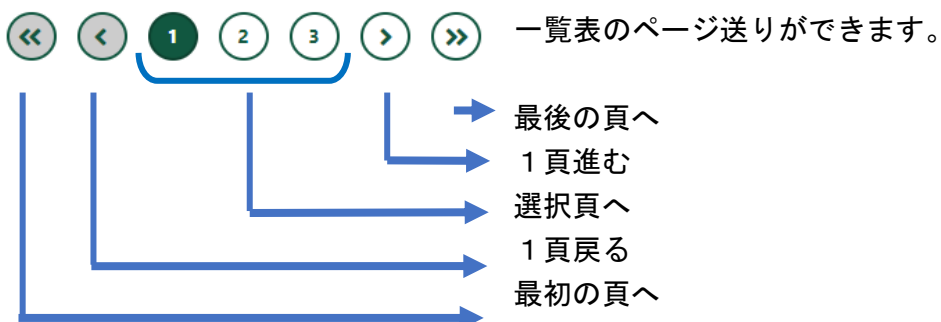 « < 1 2 3 > » 一覧表のページ送りができます。
最後の頁へ
１頁進む
選択頁へ
１頁戻る
最初の頁へ